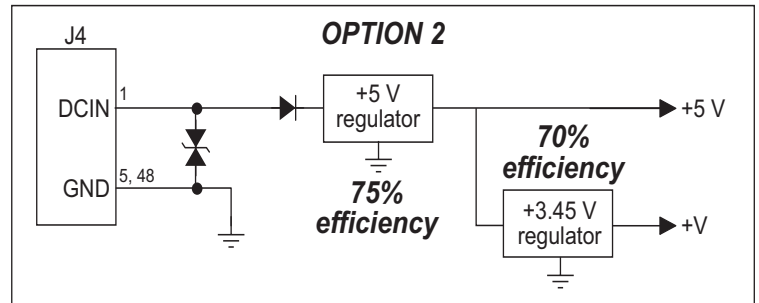 J4
OPTION 2
DCIN
1
+5 V
regulator
+5 V
GND
5, 48
75%
efficiency
70%
efficiency
+3.45 V
regulator
+V